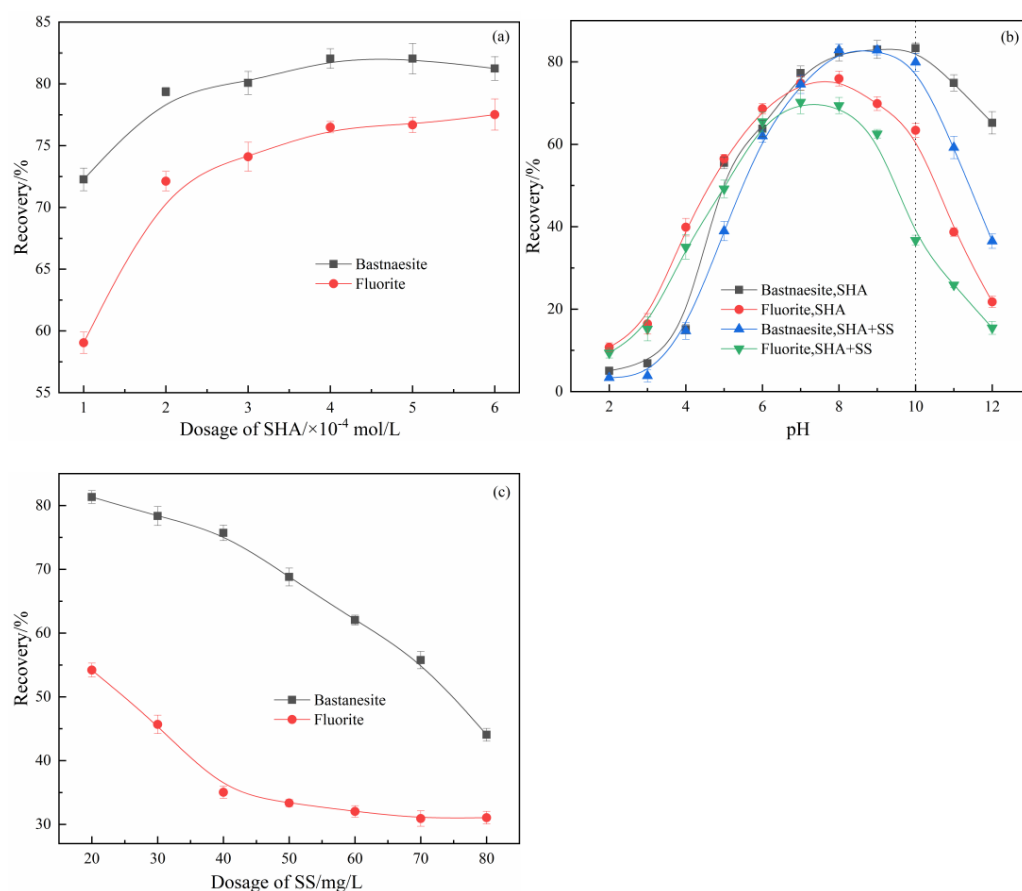 (a)
85
80
75
70
65
60
55
Recovery/%
Bastnaesite
Fluorite
1 2 3 4 5 6
Dosage of SHA/×10⁻⁴ mol/L
(b)
100
80
60
40
20
0
Recovery/%
Bastnaesite,SHA
Fluorite,SHA
Bastnaesite,SHA+SS
Fluorite,SHA+SS
2 4 6 8 10 12
pH
(c)
80
70
60
50
40
30
Recovery/%
Bastanesite
Fluorite
20 30 40 50 60 70 80
Dosage of SS/mg/L